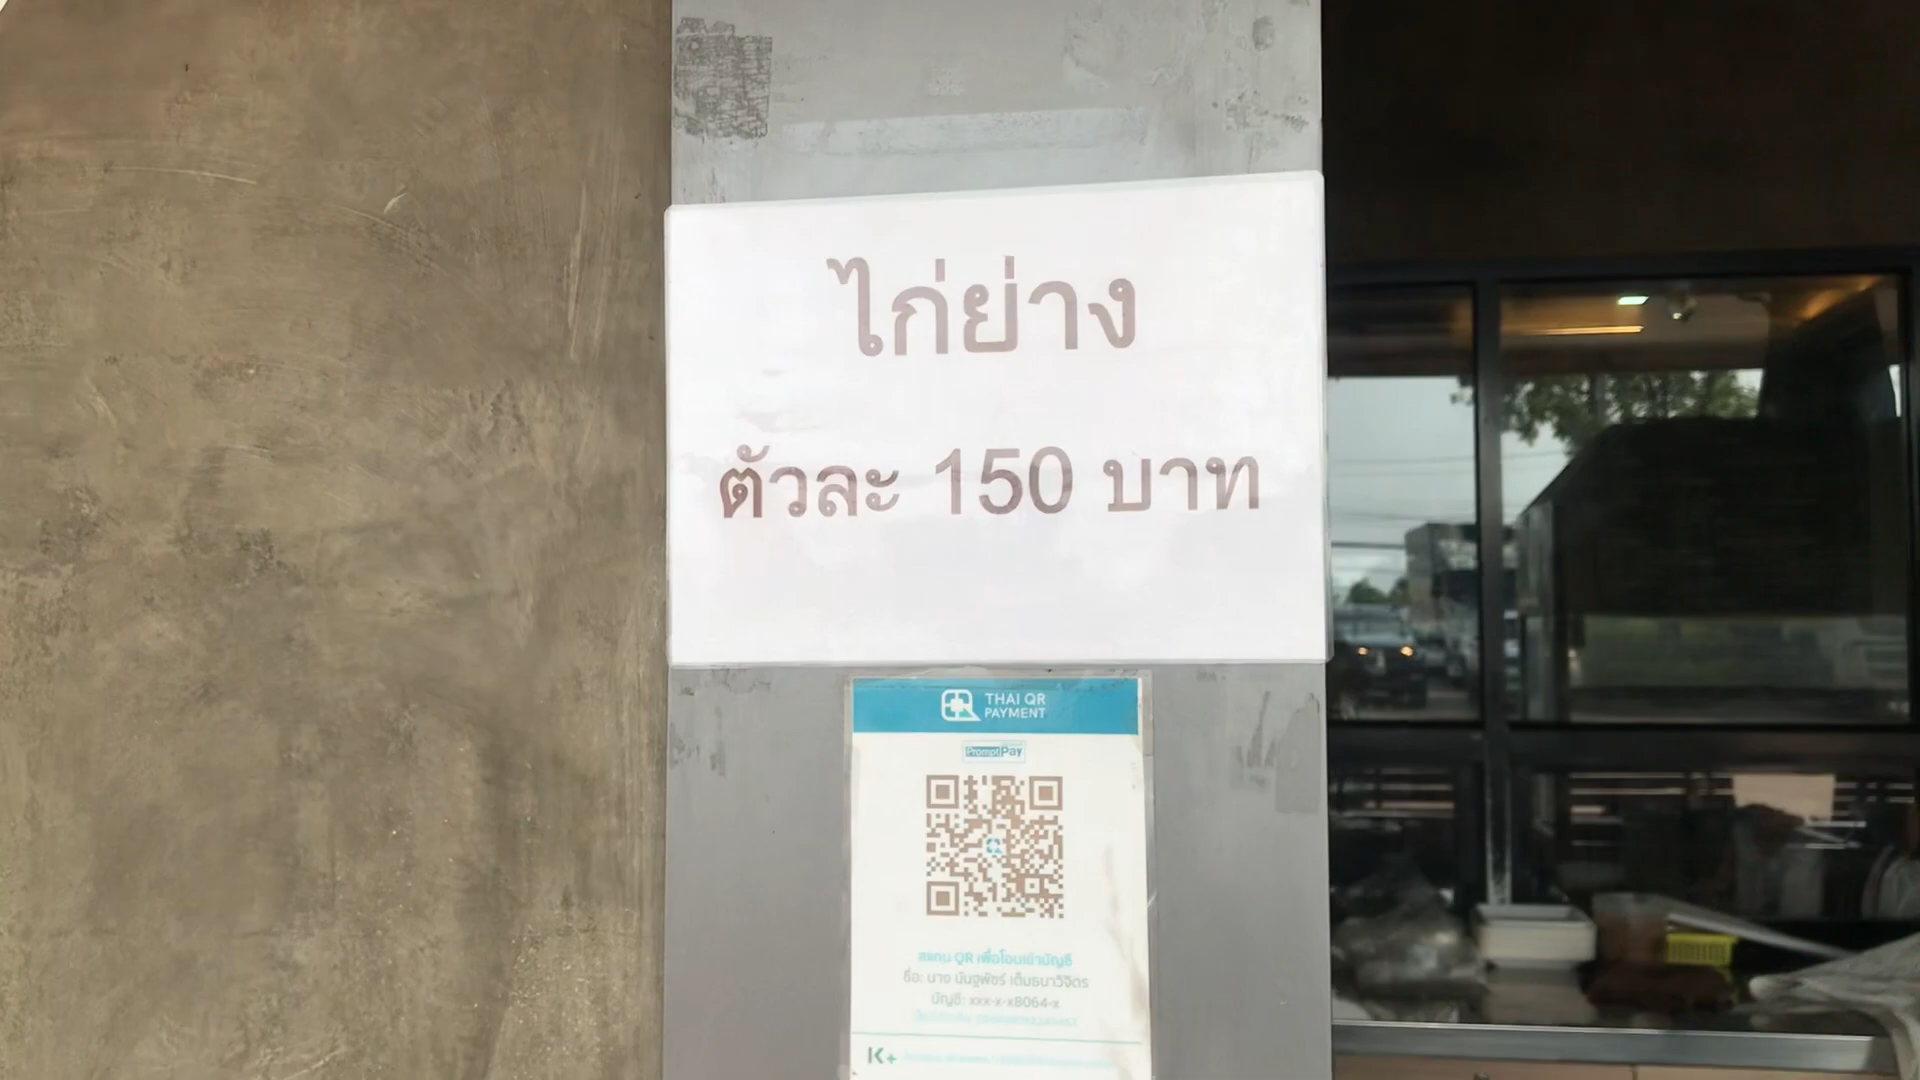 ไก่ย่าง
ตัวละ 150 บาท
THAI QR
PAYMENT
PromptPay
สแกน QR เพื่อโอนเข้าบัญชี
ชื่อ: นาง นันฐพัชร์ เต็มธนาวิจิตร
บัญชี: xxx-x-x8064-x
K+